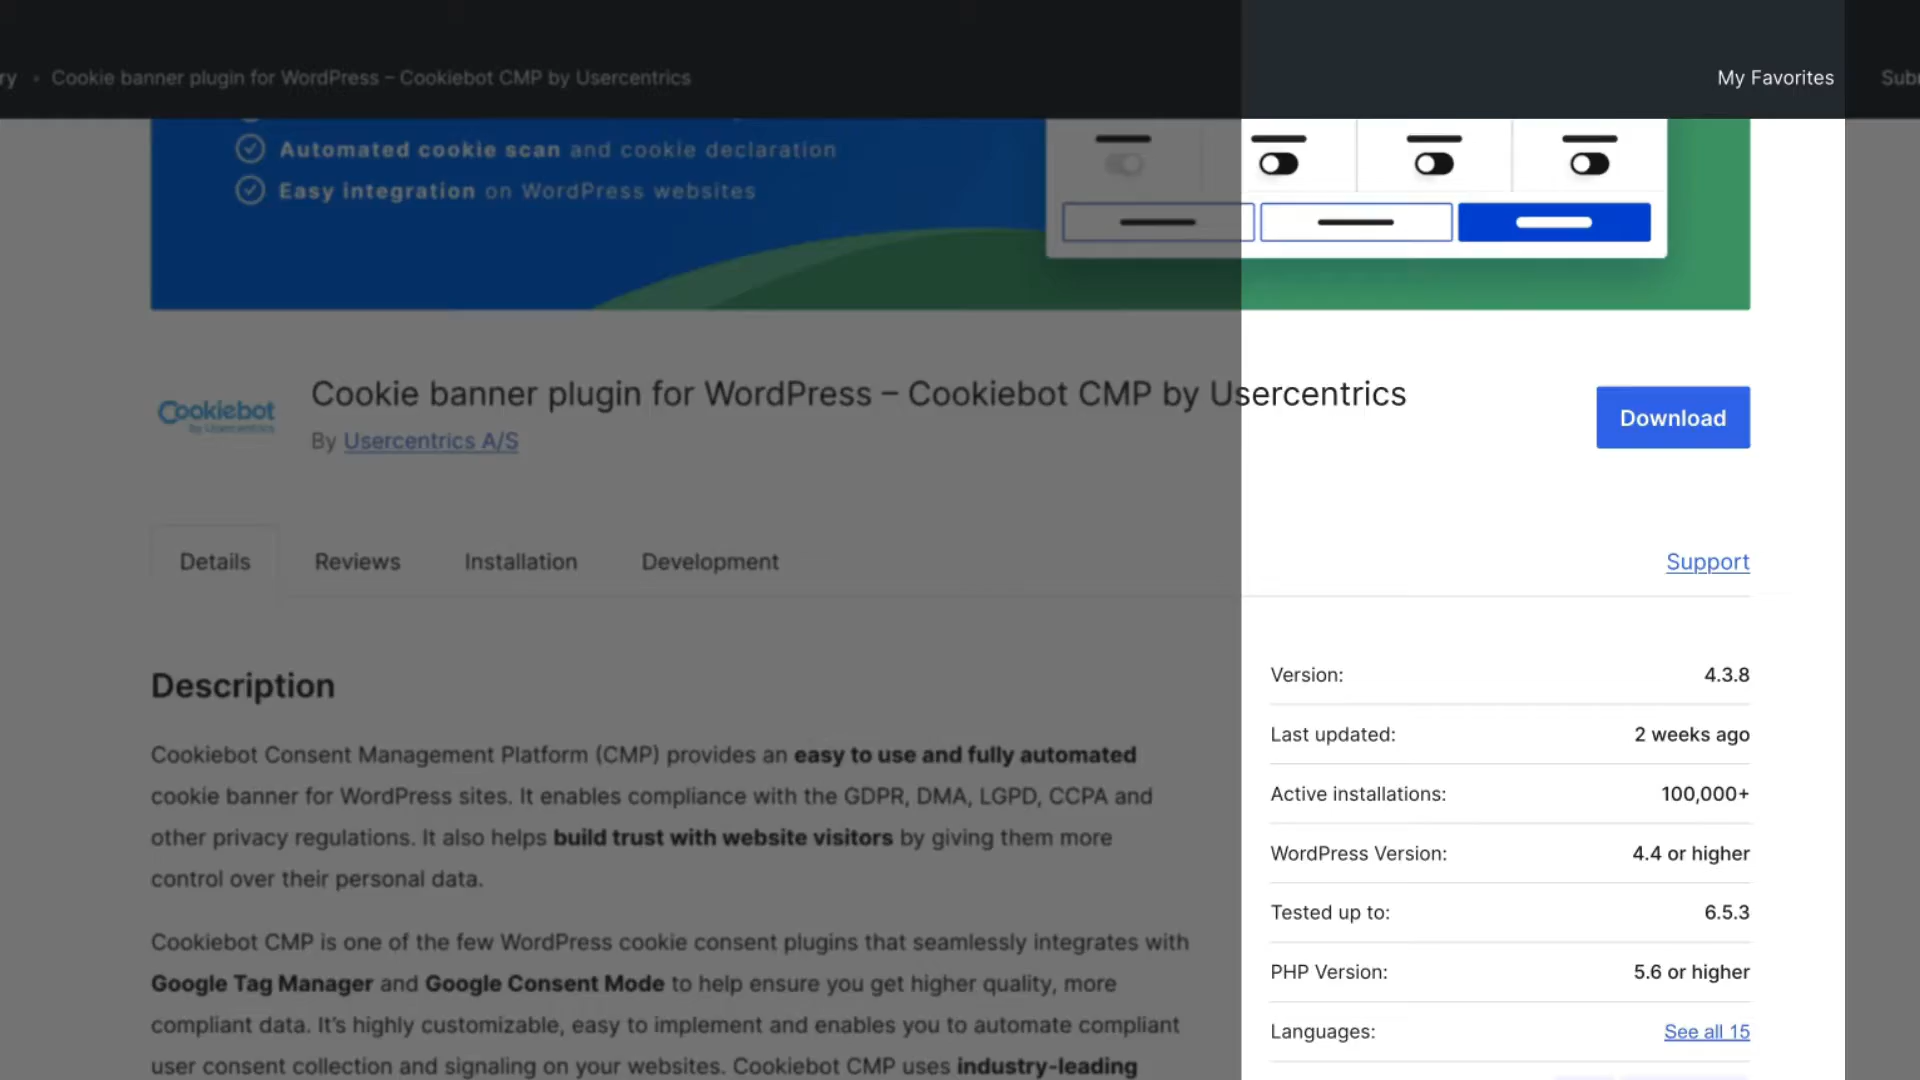 ry • Cookie banner plugin for WordPress – Cookiebot CMP by Usercentrics
My Favorites
Sub
Automated cookie scan and cookie declaration
Easy integration on WordPress websites
Cookiebot
by Usercentrics
Cookie banner plugin for WordPress – Cookiebot CMP by Usercentrics
By Usercentrics A/S
Download
Details
Reviews
Installation
Development
Support
Description
Cookiebot Consent Management Platform (CMP) provides an easy to use and fully automated
cookie banner for WordPress sites. It enables compliance with the GDPR, DMA, LGPD, CCPA and
other privacy regulations. It also helps build trust with website visitors by giving them more
control over their personal data.
Cookiebot CMP is one of the few WordPress cookie consent plugins that seamlessly integrates with
Google Tag Manager and Google Consent Mode to help ensure you get higher quality, more
compliant data. It’s highly customizable, easy to implement and enables you to automate compliant
user consent collection and signaling on your websites. Cookiebot CMP uses industry-leading
Version: 4.3.8
Last updated: 2 weeks ago
Active installations: 100,000+
WordPress Version: 4.4 or higher
Tested up to: 6.5.3
PHP Version: 5.6 or higher
Languages: See all 15